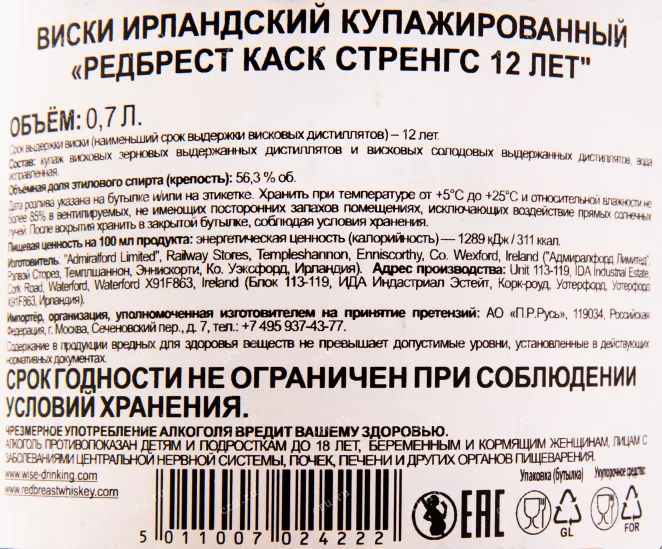 ВИСКИ ИРЛАНДСКИЙ КУПАЖИРОВАННЫЙ
«РЕДБРЕСТ КАСК СТРЕНГС 12 ЛЕТ"
ОБЪЁМ: 0,7 Л.
Срок выдержки виски (наименьший срок выдержки висковых дистиллятов) – 12 лет.
Состав: купаж висковых зерновых выдержанных дистиллятов и висковых солодовых выдержанных дистиллятов, вода
исправленная.
Объёмная доля этилового спирта (крепость): 56,3 % об.
Дата розлива указана на бутылке и/или на этикетке. Хранить при температуре от +5°С до +25°С и относительной влажности не
более 85% в вентилируемых, не имеющих посторонних запахов помещениях, исключающих воздействие прямых солнечных
лучей. После вскрытия хранить в закрытой бутылке, соблюдая условия хранения.
Пищевая ценность на 100 мл продукта: энергетическая ценность (калорийность) — 1289 кДж / 311 ккал.
Изготовитель: "Admiralford Limited", Railway Stores, Templeshannon, Enniscorthy, Co. Wexford, Ireland ("Адмиралфорд Лимитед",
Рэлвэй Сторез, Темплшаннон, Эннискорти, Ко. Уэксфорд, Ирландия). Адрес производства: Unit 113-119, IDA Industrial Estate,
Cork Road, Waterford, Waterford X91F863, Ireland (Блок 113-119, ИДА Индастриал Эстейт, Корк-роуд, Уотерфорд, Уотерфорд
X91F863, Ирландия).
Импортёр, организация, уполномоченная изготовителем на принятие претензий: АО «П.Р.Русь», 119034, Российская
Федерация, г. Москва, Сеченовский пер., д. 7, тел.: +7 495 937-43-77.
Содержание в продукции вредных для здоровья веществ не превышает допустимые уровни, установленные в действующих
нормативных документах.
СРОК ГОДНОСТИ НЕ ОГРАНИЧЕН ПРИ СОБЛЮДЕНИИ
УСЛОВИЙ ХРАНЕНИЯ.
ЧРЕЗМЕРНОЕ УПОТРЕБЛЕНИЕ АЛКОГОЛЯ ВРЕДИТ ВАШЕМУ ЗДОРОВЬЮ.
АЛКОГОЛЬ ПРОТИВОПОКАЗАН ДЕТЯМ И ПОДРОСТКАМ ДО 18 ЛЕТ, БЕРЕМЕННЫМ И КОРМЯЩИМ ЖЕНЩИНАМ, ЛИЦАМ С
ЗАБОЛЕВАНИЯМИ ЦЕНТРАЛЬНОЙ НЕРВНОЙ СИСТЕМЫ, ПОЧЕК, ПЕЧЕНИ И ДРУГИХ ОРГАНОВ ПИЩЕВАРЕНИЯ.
www.wise-drinking.com
www.redbreastwhiskey.com
Упаковка (бутылка) Укупорочное средство:
EAC
GL FOR
5 011007 024222